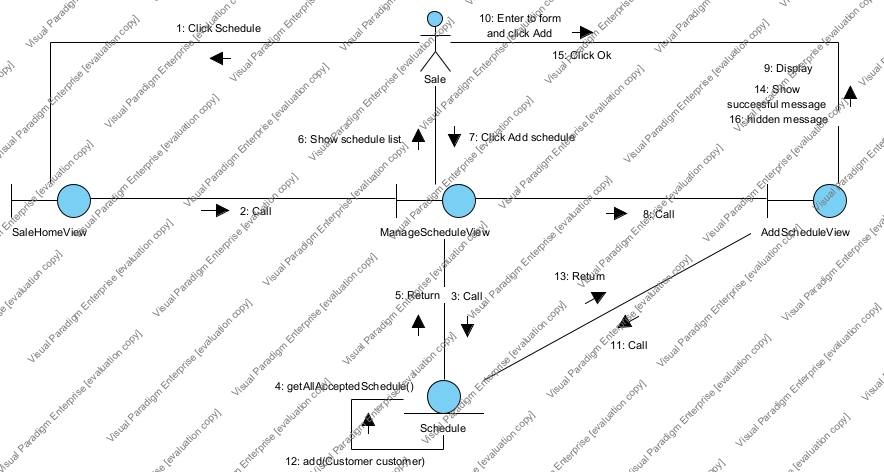 1: Click Schedule
10: Enter to form
and click Add
15: Click Ok
Sale
9: Display
14: Show
successful message
16: hidden message
6: Show schedule list
7: Click Add schedule
2: Call
8: Call
SaleHomeView
ManageScheduleView
AddScheduleView
13: Return
5: Return
3: Call
11: Call
4: getAllAcceptedSchedule()
Schedule
12: add(Customer customer)
Visual Paradigm Enterprise [evaluation copy]